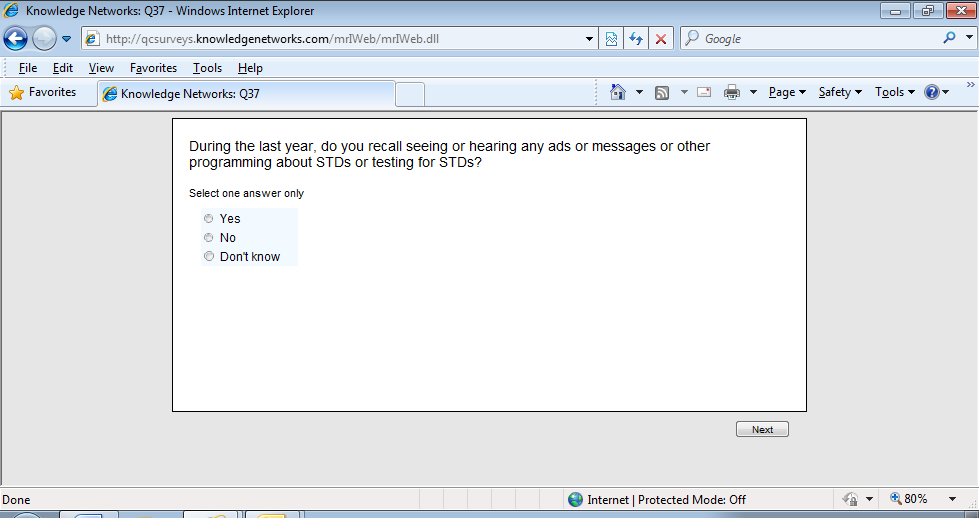 Knowledge Networks: Q37 - Windows Internet Explorer
http://qcsurveys.knowledgenetworks.com/mrIWeb/mrIWeb.dll
Google
File Edit View Favorites Tools Help
Favorites
Knowledge Networks: Q37
Page Safety Tools
During the last year, do you recall seeing or hearing any ads or messages or other
programming about STDs or testing for STDs?
Select one answer only
Yes
No
Don't know
Next
Done
Internet | Protected Mode: Off
80%